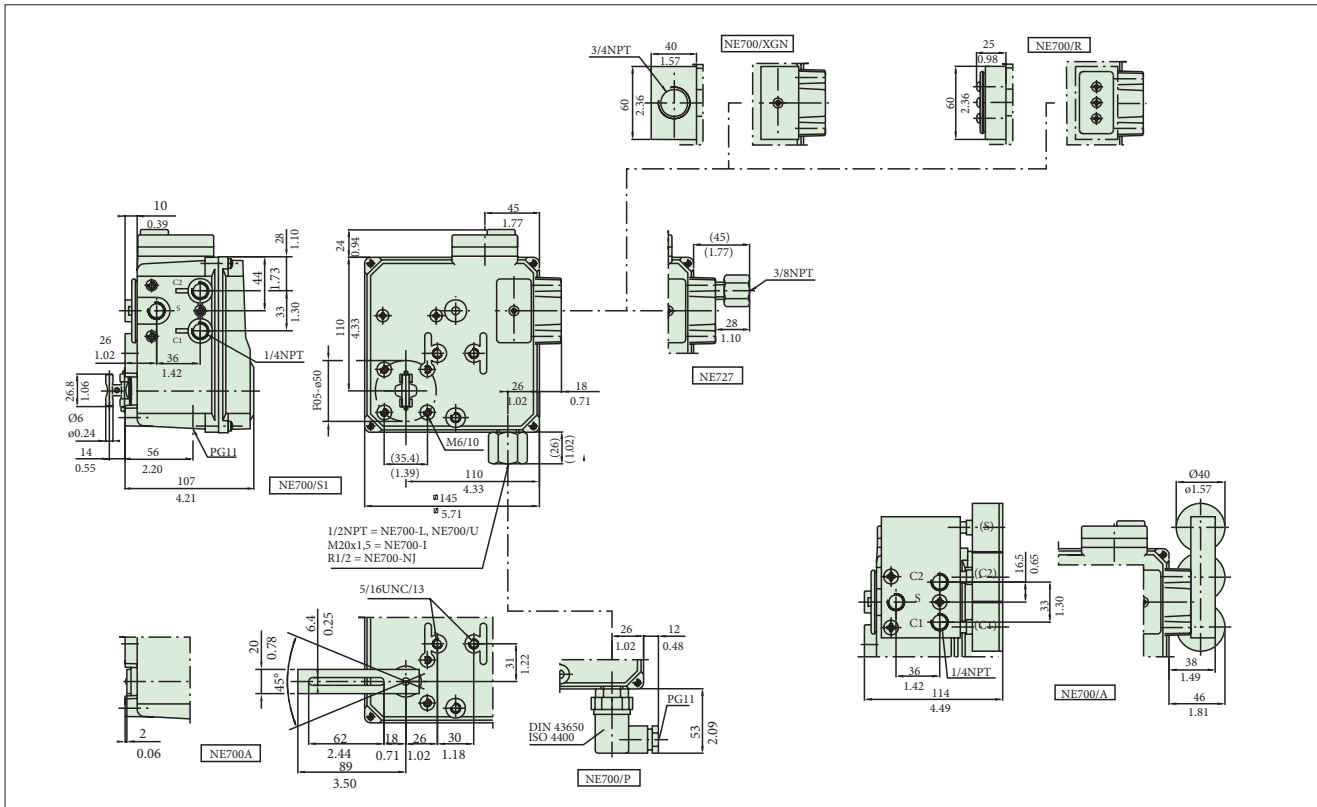 3/4NPT
40
1.57
60
2.36
NE700/XGN
25
0.98
60
2.36
NE700/R
10
0.39
28
1.10
44
1.73
33
1.30
C2
S
C1
1/4NPT
26
1.02
36
1.42
26.8
1.06
Ø6
ø0.24
14
0.55
56
2.20
PG11
107
4.21
NE700/S1
45
1.77
24
0.94
110
4.33
F05-ø50
26
1.02
18
0.71
M6/10
(35.4)
(1.39)
(26)
(1.02)
110
4.33
145
5.71
1/2NPT = NE700-L, NE700/U
M20x1,5 = NE700-I
R1/2 = NE700-NJ
(45)
(1.77)
3/8NPT
28
1.10
NE727
2
0.06
NE700A
5/16UNC/13
6.4
0.25
20
0.78
45°
31
1.22
62
2.44
18
0.71
26
1.02
30
1.18
89
3.50
26
1.02
12
0.48
PG11
DIN 43650
ISO 4400
53
2.09
NE700/P
(S)
C2
(C2)
S
C1
(C1)
16.5
0.65
33
1.30
36
1.42
1/4NPT
114
4.49
Ø40
ø1.57
38
1.49
46
1.81
NE700/A